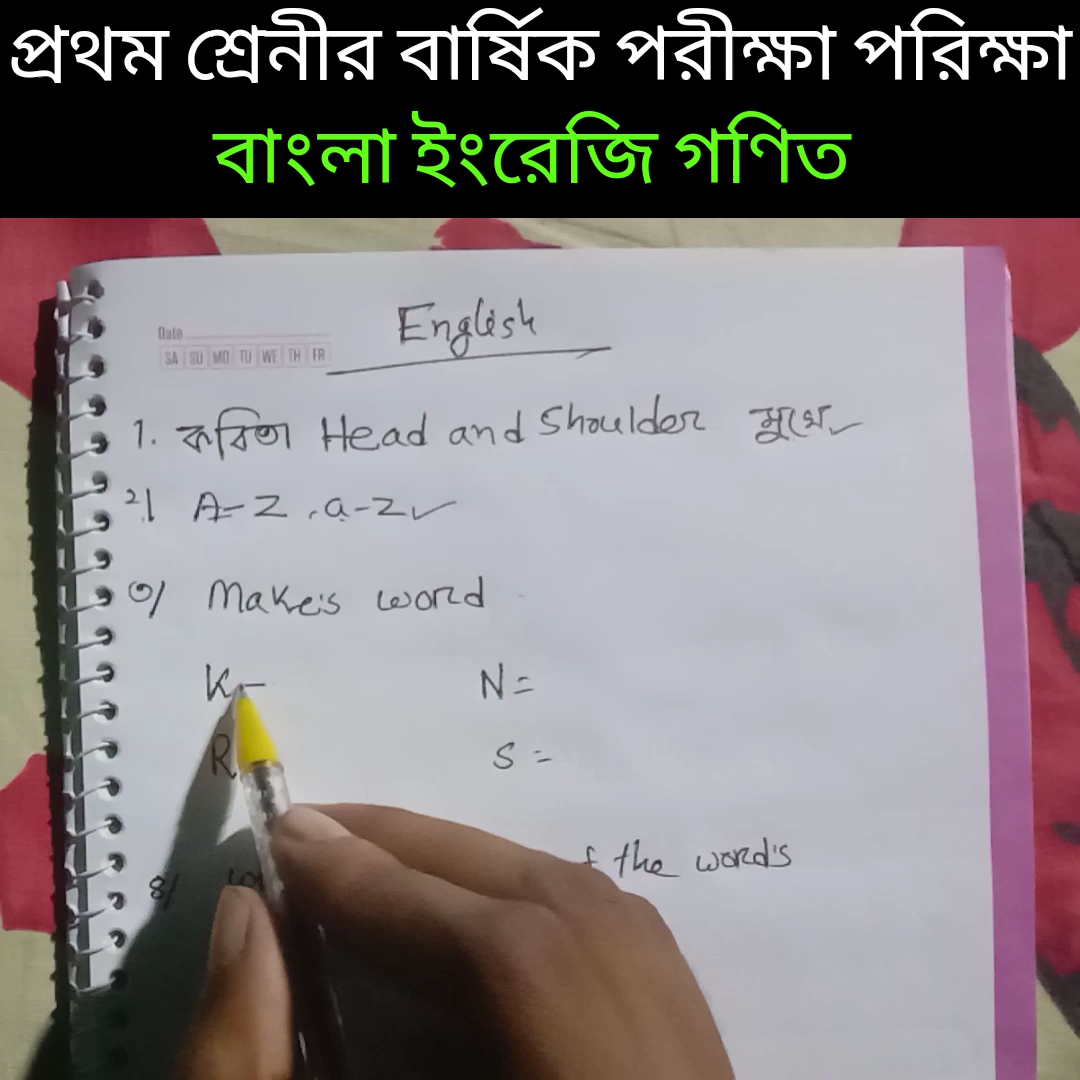 প্রথম শ্রেনীর বার্ষিক পরীক্ষা পরিক্ষা
বাংলা ইংরেজি গণিত
English
Date
SA SU MO TU WE TH FR
1. কবিতা Head and Shoulder মুখে
২। A-Z, a-z
৩/ Make's word
K- N=
R S=
৪/ the word's